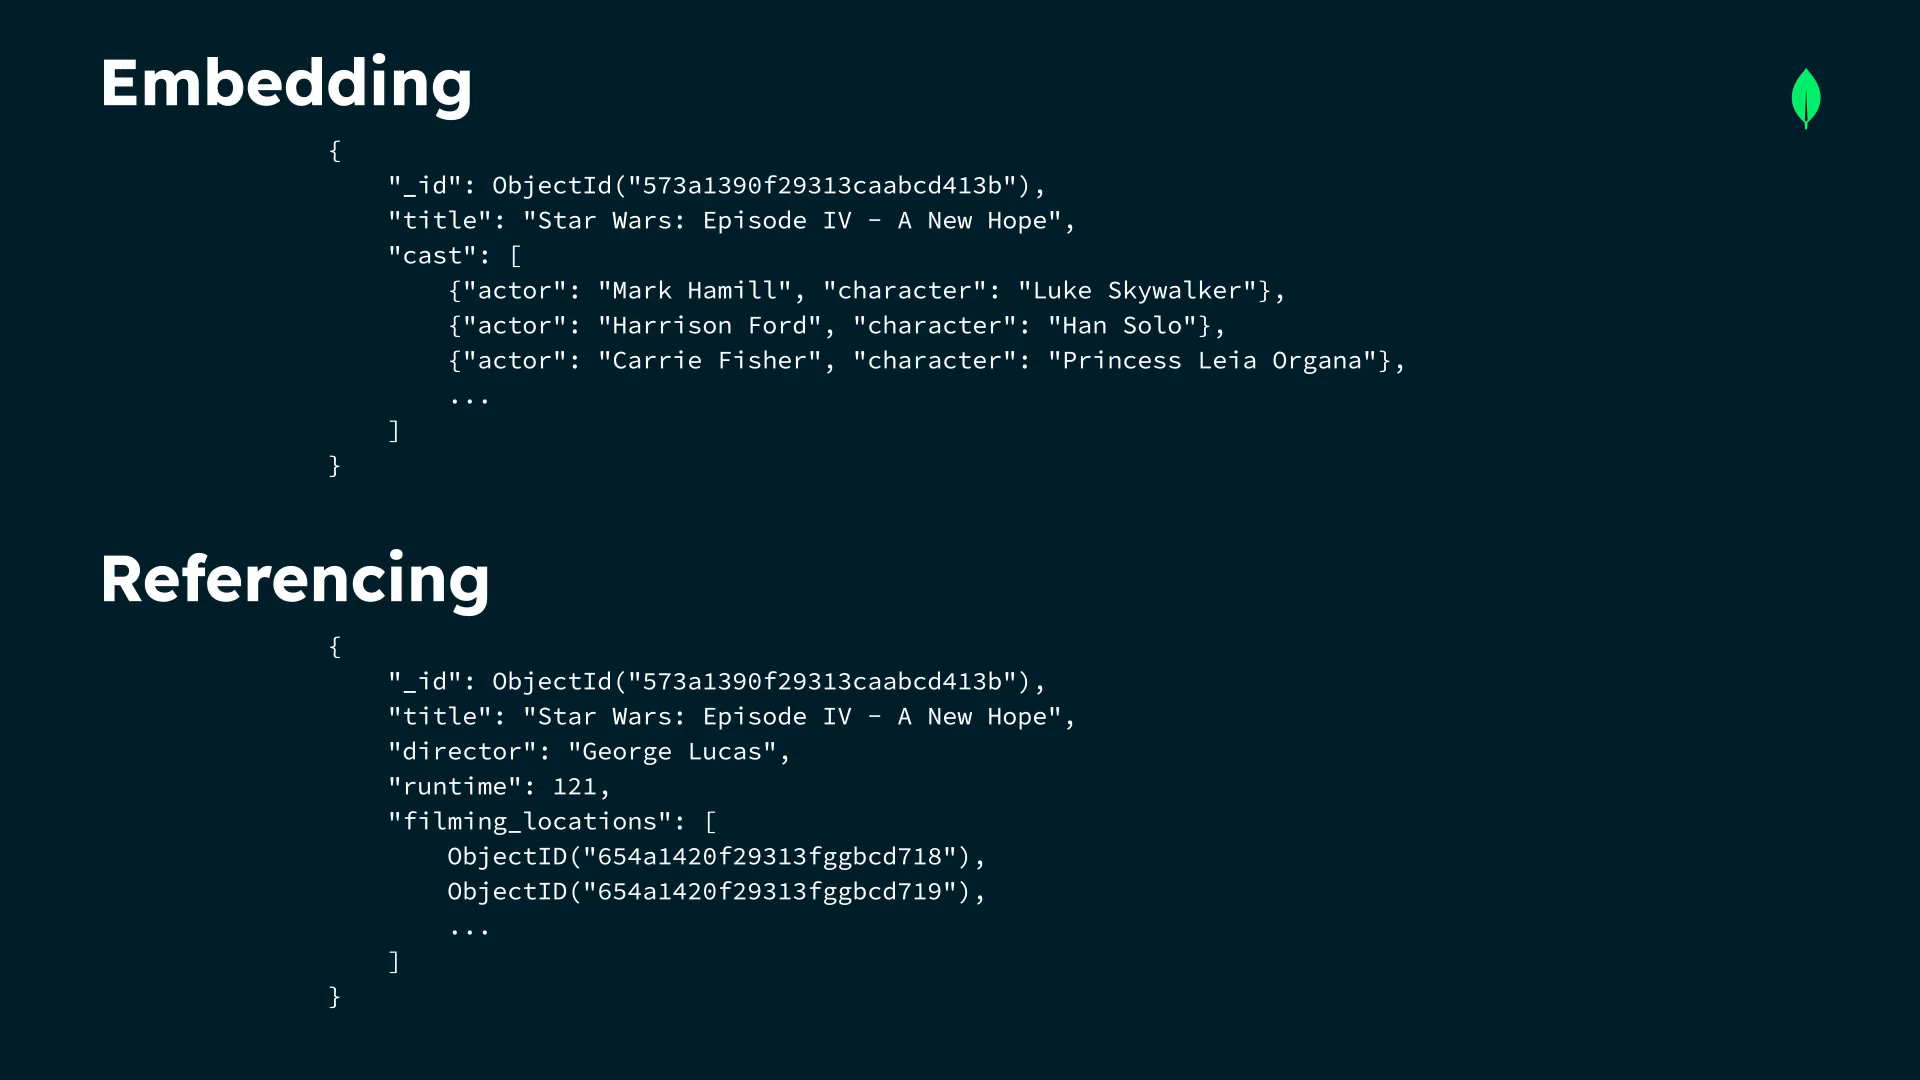 Embedding
{
"_id": ObjectId("573a1390f29313caabcd413b"),
"title": "Star Wars: Episode IV – A New Hope",
"cast": [
{"actor": "Mark Hamill", "character": "Luke Skywalker"},
{"actor": "Harrison Ford", "character": "Han Solo"},
{"actor": "Carrie Fisher", "character": "Princess Leia Organa"},
...
]
}
Referencing
{
"_id": ObjectId("573a1390f29313caabcd413b"),
"title": "Star Wars: Episode IV – A New Hope",
"director": "George Lucas",
"runtime": 121,
"filming_locations": [
ObjectID("654a1420f29313fggbcd718"),
ObjectID("654a1420f29313fggbcd719"),
...
]
}